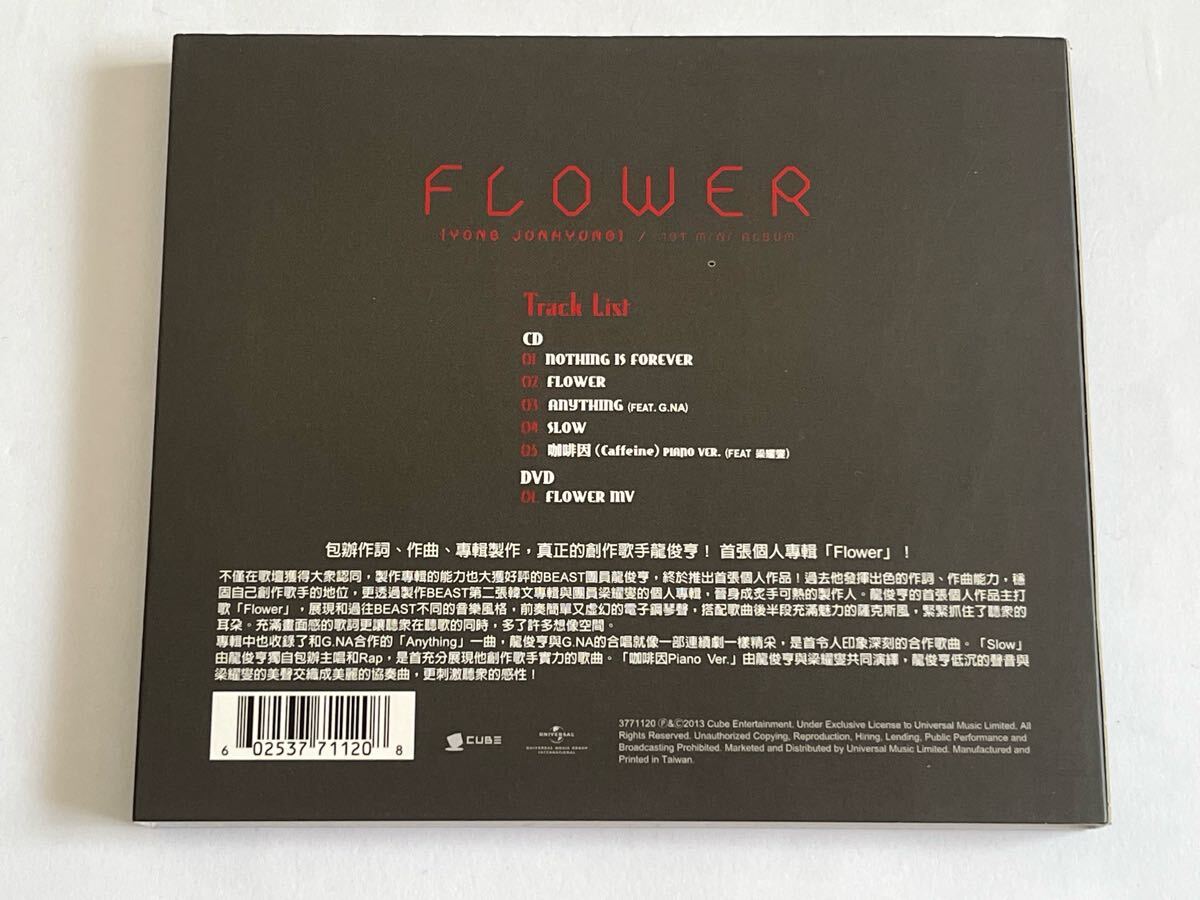 FLOWER
[YONG JUNHYUNG] / 1ST MINI ALBUM
Track List
CD
01 NOTHING IS FOREVER
02 FLOWER
03 ANYTHING (FEAT. G.NA)
04 SLOW
05 咖啡因 (Caffeine) PIANO VER. (FEAT 梁耀燮)
DVD
01 FLOWER MV
包辦作詞、作曲、專輯製作，真正的創作歌手龍俊亨！ 首張個人專輯「Flower」！
不僅在歌壇獲得大衆認同，製作專輯的能力也大獲好評的BEAST團員龍俊亨，終於推出首張個人作品！過去他發揮出色的作詞、作曲能力，穩
固自己創作歌手的地位，更透過製作BEAST第二張韓文專輯與團員梁耀燮的個人專輯，晉身成炙手可熱的製作人。龍俊亨的首張個人作品主打
歌「Flower」，展現和過往BEAST不同的音樂風格，前奏簡單又虛幻的電子鋼琴聲，搭配歌曲後半段充滿魅力的薩克斯風，緊緊抓住了聽衆的
耳朵。充滿畫面感的歌詞更讓聽衆在聽歌的同時，多了許多想像空間。
專輯中也收錄了和G.NA合作的「Anything」一曲，龍俊亨與G.NA的合唱就像一部連續劇一樣精采，是首令人印象深刻的合作歌曲。「Slow」
由龍俊亨獨自包辦主唱和Rap，是首充分展現他創作歌手實力的歌曲。「咖啡因Piano Ver.」由龍俊亨與梁耀燮共同演繹，龍俊亨低沉的聲音與
梁耀燮的美聲交織成美麗的協奏曲，更刺激聽衆的感性！
6 02537 71120 8
CUBE
UNIVERSAL
UNIVERSAL MUSIC GROUP
INTERNATIONAL
3771120 Ⓟ&©2013 Cube Entertainment. Under Exclusive License to Universal Music Limited. All
Rights Reserved. Unauthorized Copying, Reproduction, Hiring, Lending, Public Performance and
Broadcasting Prohibited. Marketed and Distributed by Universal Music Limited. Manufactured and
Printed in Taiwan.